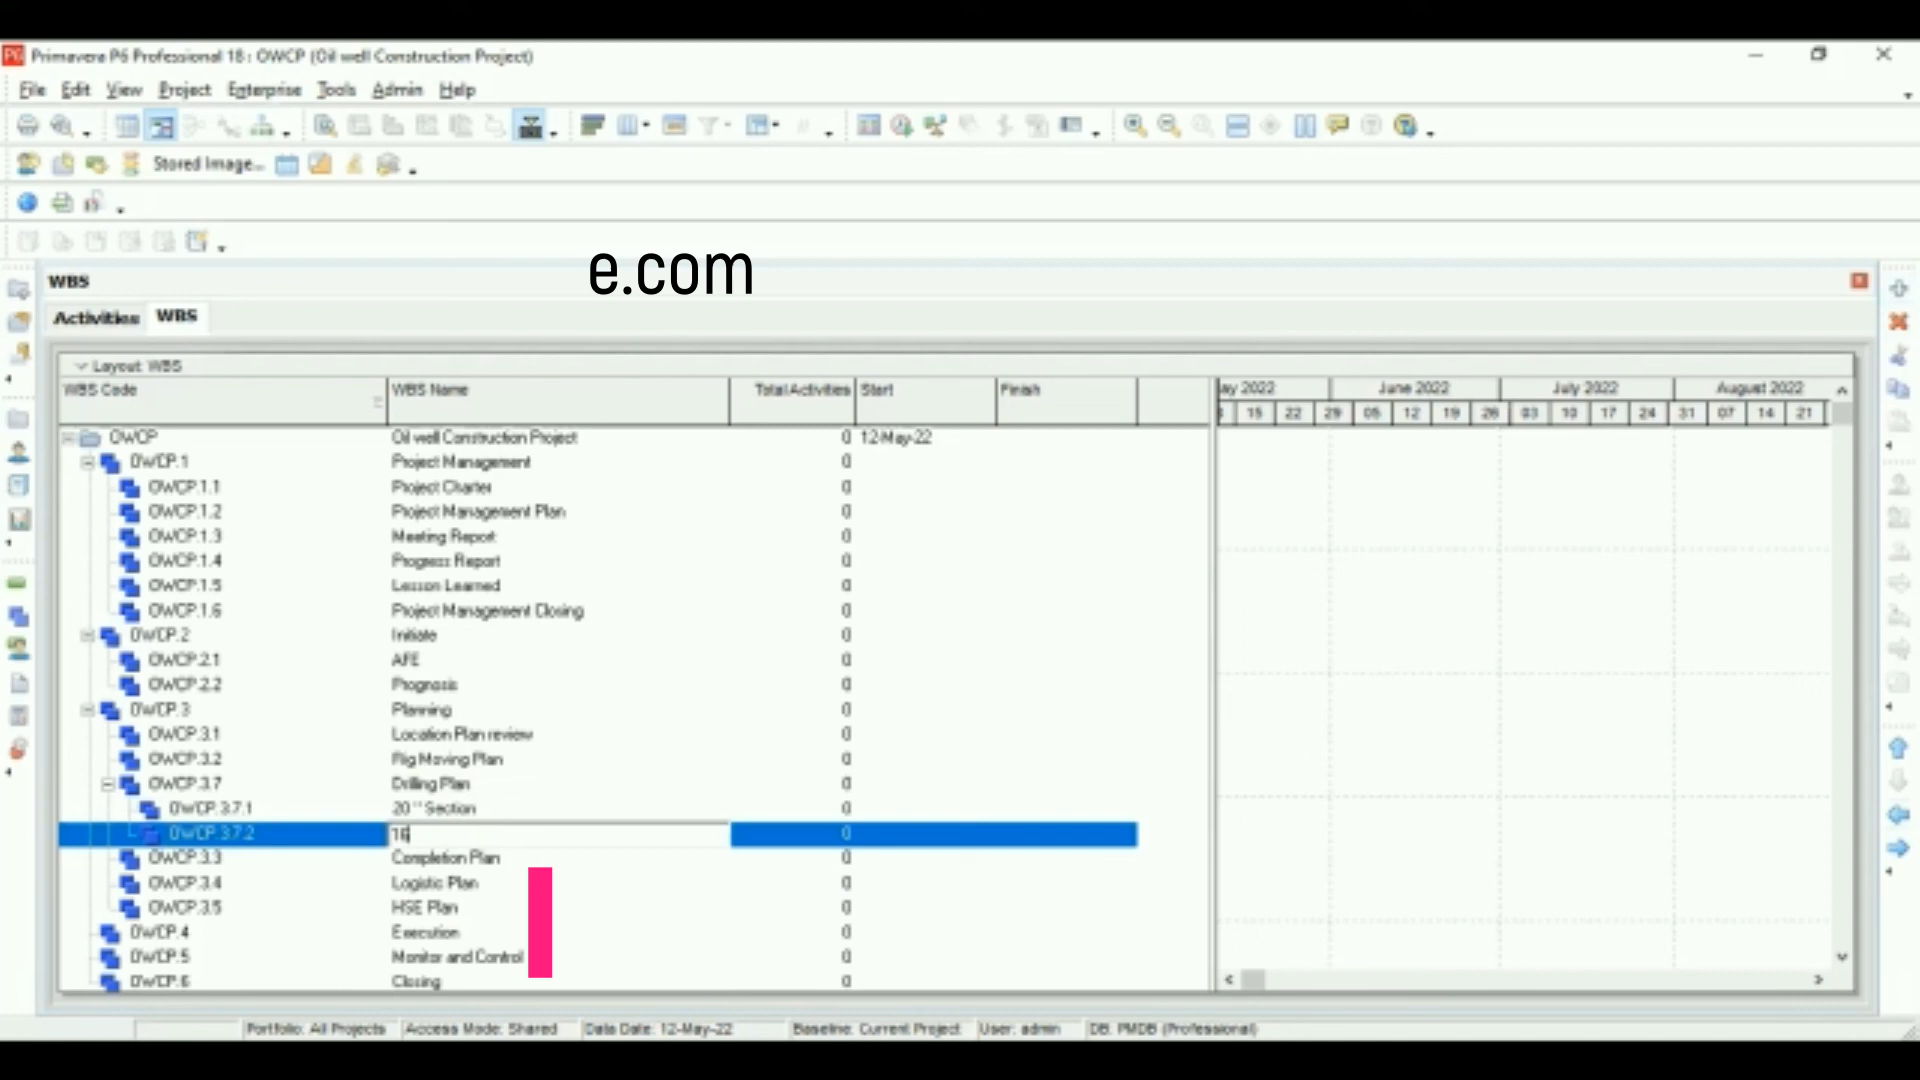 Primavera P6 Professional 18 : OWCP (Oil well Construction Project)
File Edit View Project Enterprise Tools Admin Help
Stored Image...
e.com
WBS
Activities WBS
Layout: WBS
WBS Code WBS Name Total Activities Start Finish
ay 2022 June 2022 July 2022 August 2022
15 22 29 05 12 19 26 03 10 17 24 31 07 14 21
OWCP Oil well Construction Project 0 12-May-22
OWCP.1 Project Management 0
OWCP.1.1 Project Charter 0
OWCP.1.2 Project Management Plan 0
OWCP.1.3 Meeting Report 0
OWCP.1.4 Progress Report 0
OWCP.1.5 Lesson Learned 0
OWCP.1.6 Project Management Closing 0
OWCP.2 Initiate 0
OWCP.2.1 AFE 0
OWCP.2.2 Prognosis 0
OWCP.3 Planning 0
OWCP.3.1 Location Plan review 0
OWCP.3.2 Rig Moving Plan 0
OWCP.3.7 Drilling Plan 0
OWCP.3.7.1 20 '' Section 0
OWCP.3.7.2 16 0
OWCP.3.3 Completion Plan 0
OWCP.3.4 Logistic Plan 0
OWCP.3.5 HSE Plan 0
OWCP.4 Execution 0
OWCP.5 Monitor and Control 0
OWCP.6 Closing 0
Portfolio: All Projects Access Mode: Shared Data Date: 12-May-22 Baseline: Current Project User: admin DB: PMDB (Professional)